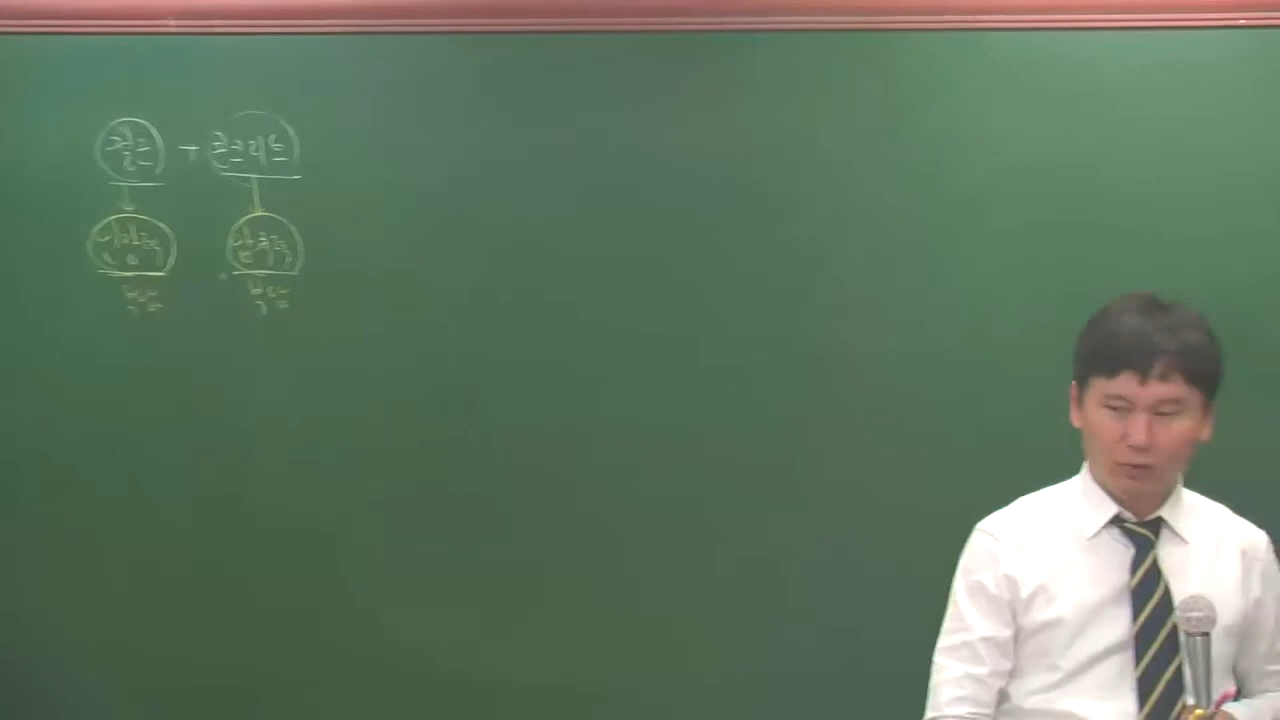 철근 + 콘크리트
↓ ↓
인장력 압축력
부담 부담